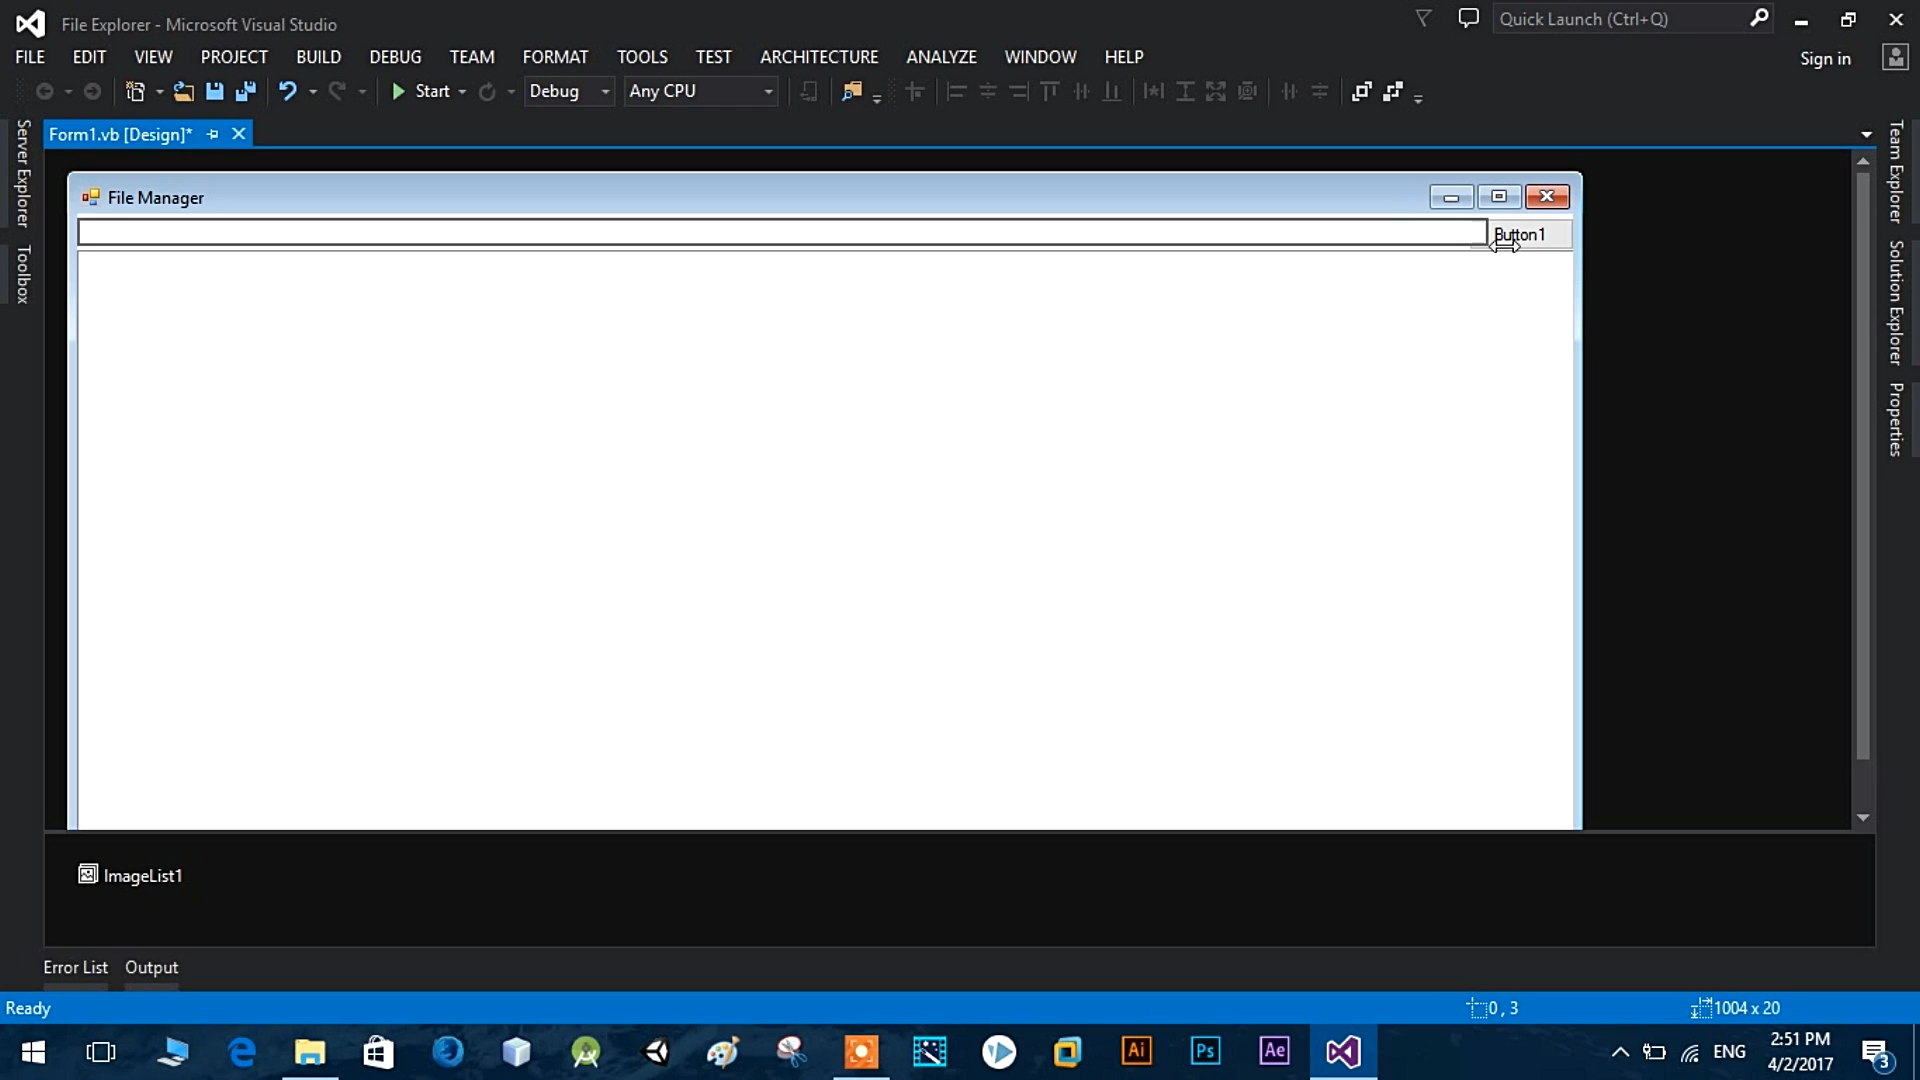 File Explorer - Microsoft Visual Studio
Quick Launch (Ctrl+Q)
FILE EDIT VIEW PROJECT BUILD DEBUG TEAM FORMAT TOOLS TEST ARCHITECTURE ANALYZE WINDOW HELP
Sign in
Start Debug Any CPU
Form1.vb [Design]*
Server Explorer
Toolbox
Team Explorer
Solution Explorer
Properties
File Manager
Button1
ImageList1
Error List Output
Ready
0 , 3
1004 x 20
Ai
Ps
Ae
ENG
2:51 PM
4/2/2017
3